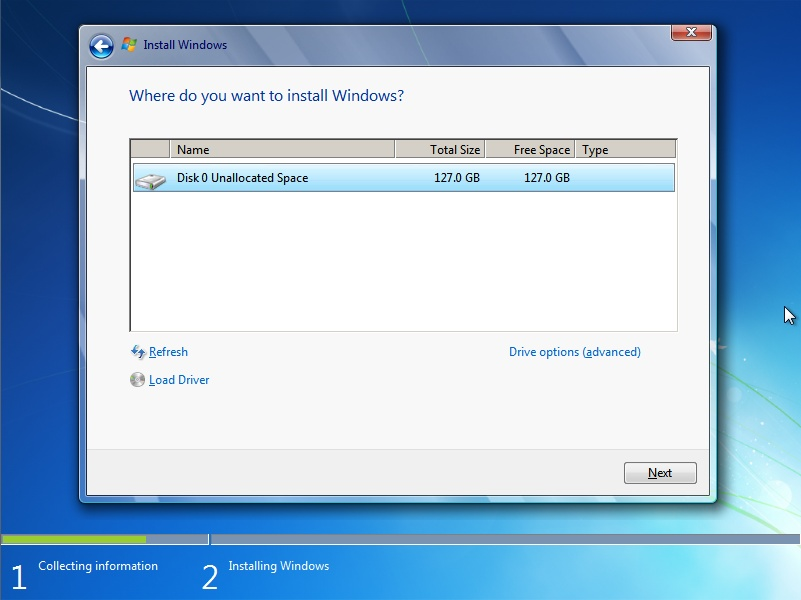 Install Windows
Where do you want to install Windows?
Name Total Size Free Space Type
Disk 0 Unallocated Space 127.0 GB 127.0 GB
Refresh Drive options (advanced)
Load Driver
Next
1 Collecting information 2 Installing Windows